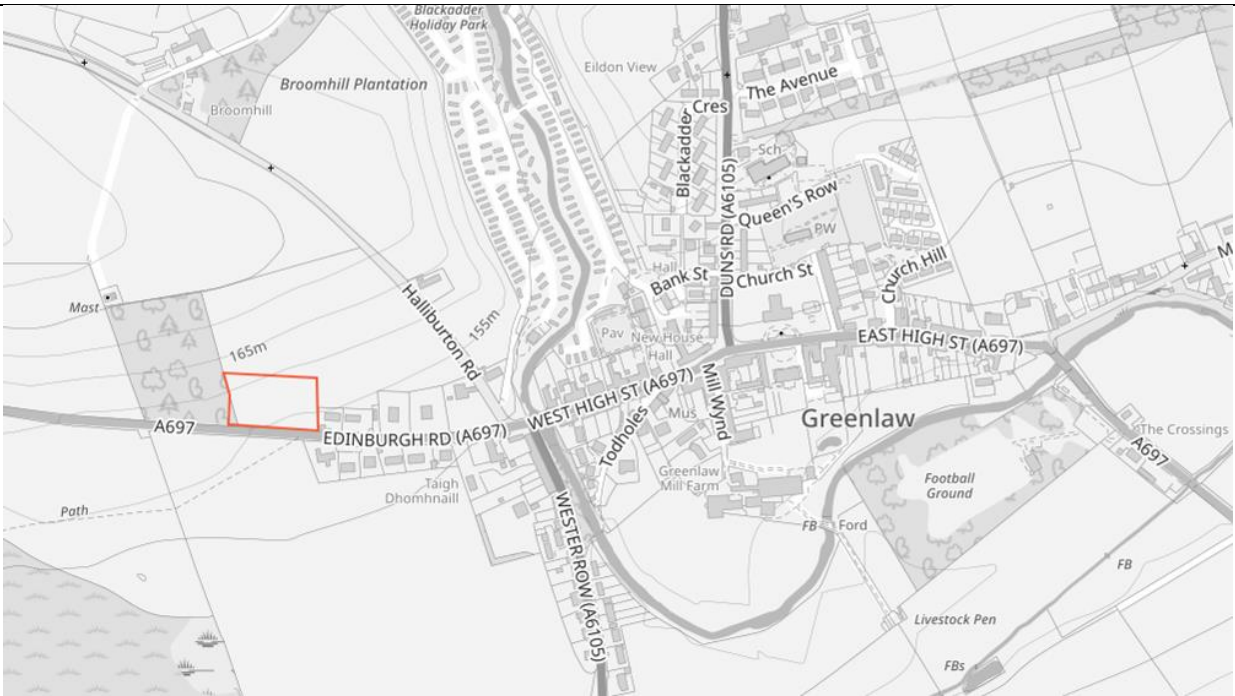 Blackadder
Holiday Park
Eildon View
The Avenue
Broomhill Plantation
Cres
Broomhill
Blackadder
Sch
DUNS RD (A6105)
Queen'S Row
PW
Hall
Bank St
Church St
Church Hill
Mast
Halliburton Rd
155m
Pav
New House
Hall
EAST HIGH ST (A697)
165m
WEST HIGH ST (A697)
Mill Wynd
Mus
Todholes
Greenlaw
A697
EDINBURGH RD (A697)
The Crossings
A697
Greenlaw
Mill Farm
Football
Ground
Taigh
Dhomhnaill
Path
WESTER ROW (A6105)
FB
Ford
FB
Livestock Pen
FBs
M